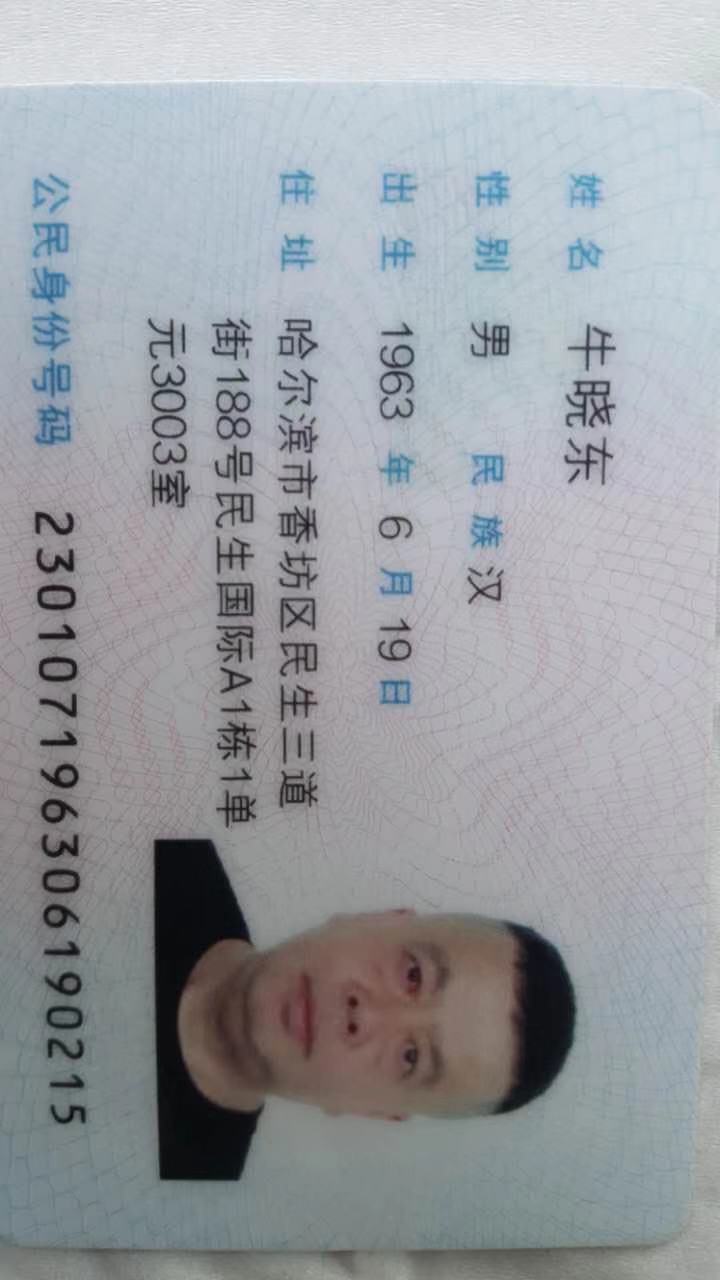 姓名 牛晓东
性别 男 民族 汉
出生 1963 年 6 月 19 日
住址 哈尔滨市香坊区民生三道
街188号民生国际A1栋1单
元3003室
公民身份号码 230107196306190215